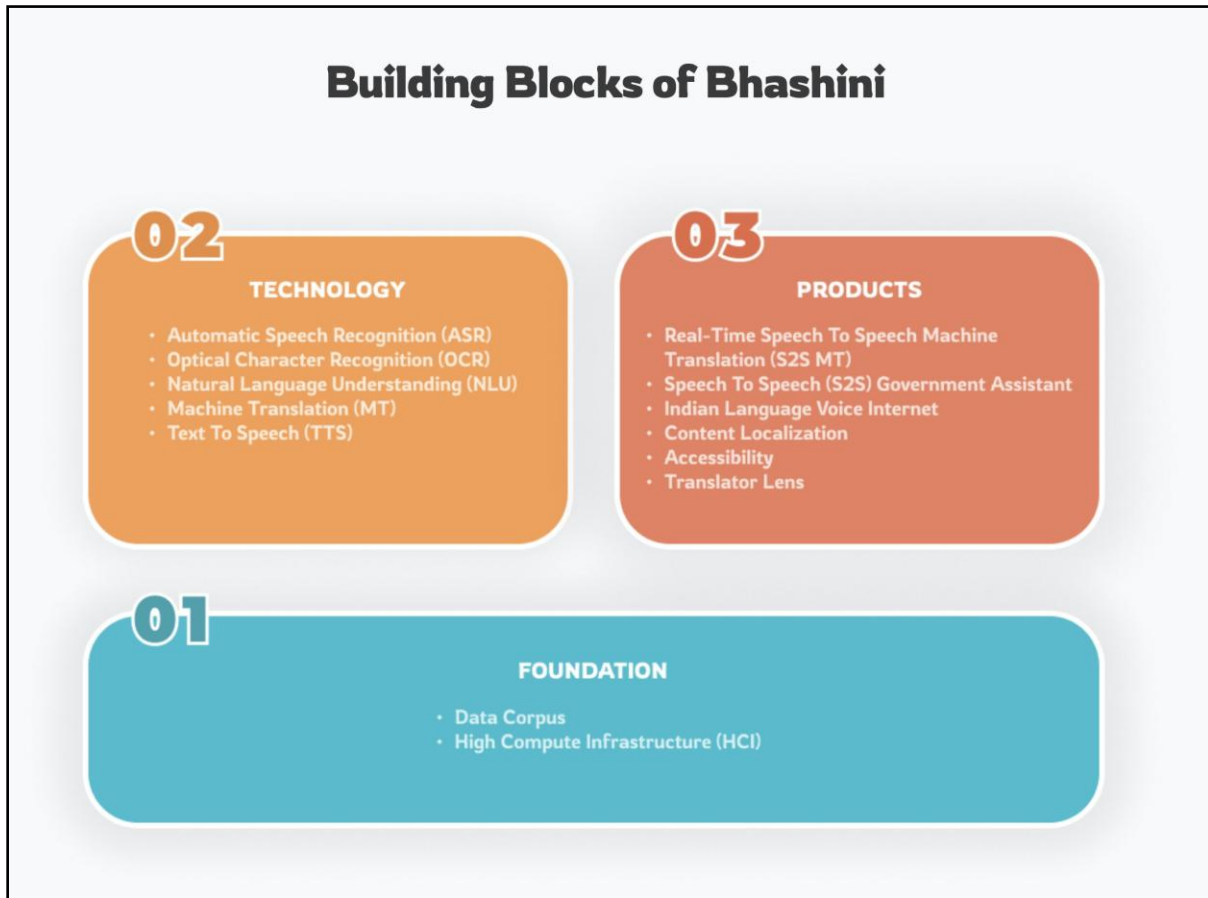 Building Blocks of Bhashini
02
TECHNOLOGY
• Automatic Speech Recognition (ASR)
• Optical Character Recognition (OCR)
• Natural Language Understanding (NLU)
• Machine Translation (MT)
• Text To Speech (TTS)
03
PRODUCTS
• Real-Time Speech To Speech Machine
Translation (S2S MT)
• Speech To Speech (S2S) Government Assistant
• Indian Language Voice Internet
• Content Localization
• Accessibility
• Translator Lens
01
FOUNDATION
• Data Corpus
• High Compute Infrastructure (HCI)